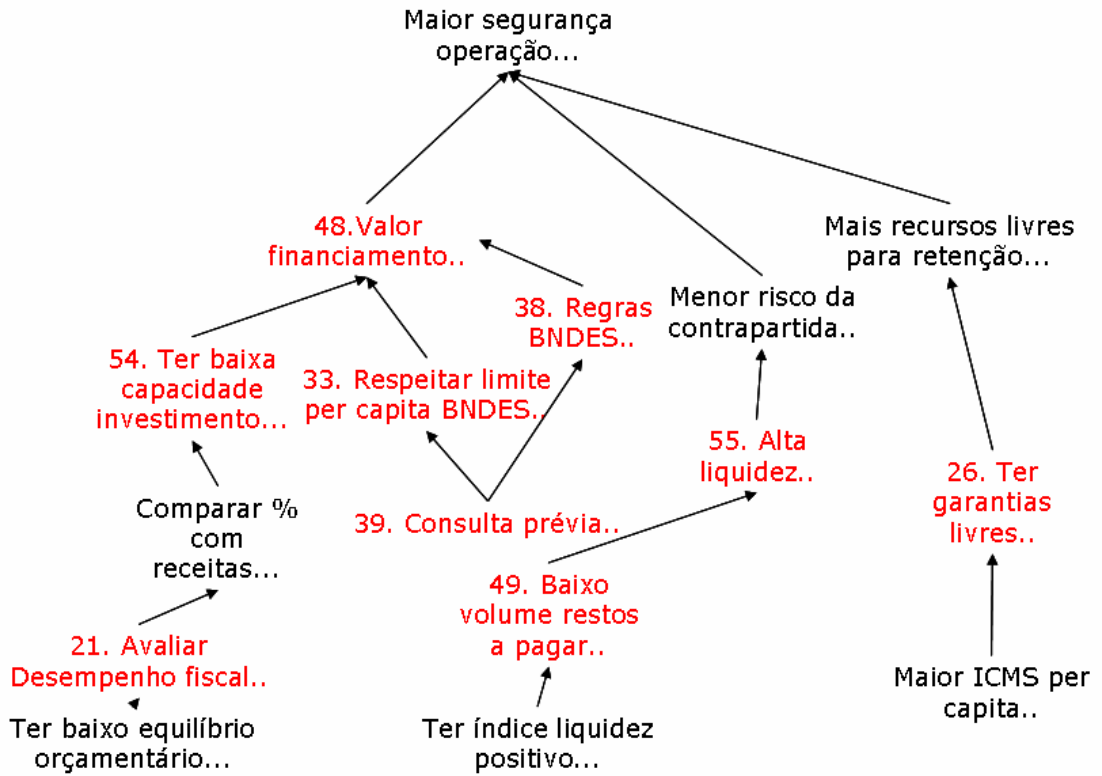 Maior segurança
operação...
48.Valor
financiamento..
Mais recursos livres
para retenção...
38. Regras
BNDES..
Menor risco da
contrapartida..
54. Ter baixa
capacidade
investimento...
33. Respeitar limite
per capita BNDES..
55. Alta
liquidez..
26. Ter
garantias
livres..
Comparar %
com
receitas...
39. Consulta prévia..
49. Baixo
volume restos
a pagar..
21. Avaliar
Desempenho fiscal..
Maior ICMS per
capita..
Ter baixo equilíbrio
orçamentário...
Ter índice liquidez
positivo...